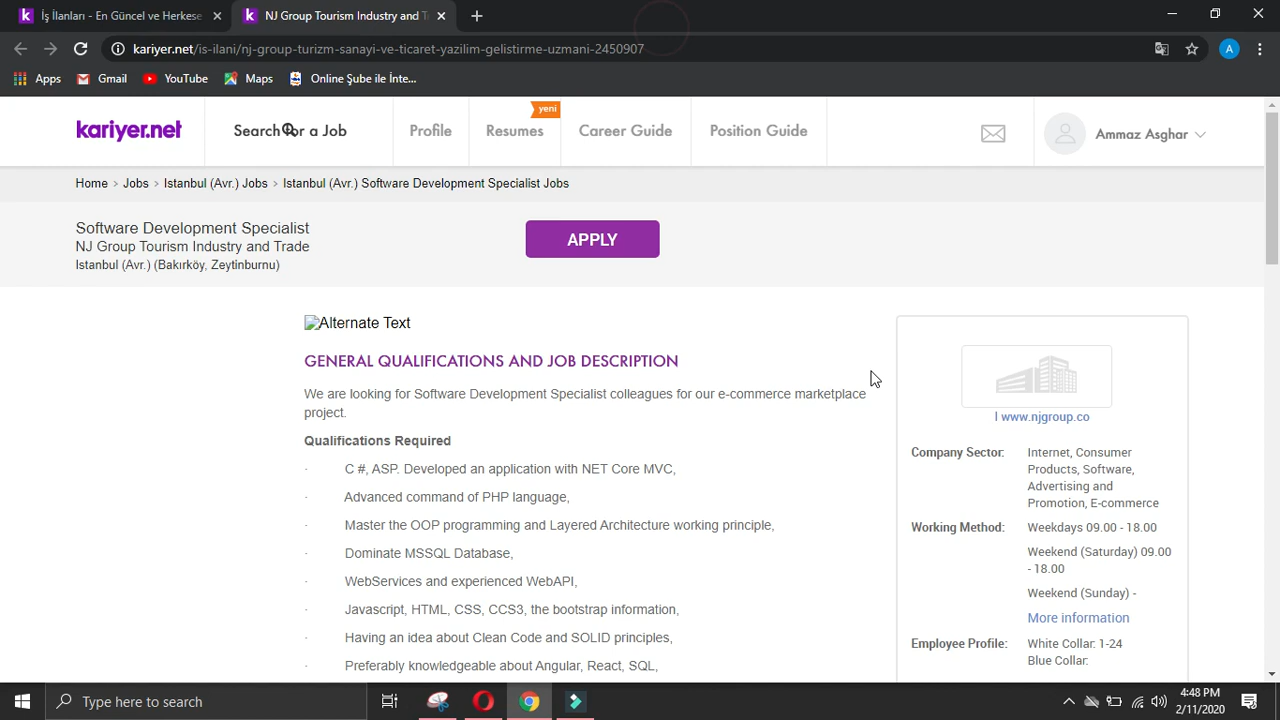 İş İlanları - En Güncel ve Herkese
NJ Group Tourism Industry and T
kariyer.net/is-ilani/nj-group-turizm-sanayi-ve-ticaret-yazilim-gelistirme-uzmani-2450907
A
Apps
Gmail
YouTube
Maps
Online Şube ile İnte...
kariyer.net
Search for a Job
Profile
yeni
Resumes
Career Guide
Position Guide
Ammaz Asghar
Home > Jobs > Istanbul (Avr.) Jobs > Istanbul (Avr.) Software Development Specialist Jobs
Software Development Specialist
NJ Group Tourism Industry and Trade
Istanbul (Avr.) (Bakırköy, Zeytinburnu)
APPLY
Alternate Text
GENERAL QUALIFICATIONS AND JOB DESCRIPTION
We are looking for Software Development Specialist colleagues for our e-commerce marketplace
project.
Qualifications Required
· C #, ASP. Developed an application with NET Core MVC,
· Advanced command of PHP language,
· Master the OOP programming and Layered Architecture working principle,
· Dominate MSSQL Database,
· WebServices and experienced WebAPI,
· Javascript, HTML, CSS, CCS3, the bootstrap information,
· Having an idea about Clean Code and SOLID principles,
· Preferably knowledgeable about Angular, React, SQL,
| www.njgroup.co
Company Sector: Internet, Consumer
Products, Software,
Advertising and
Promotion, E-commerce
Working Method: Weekdays 09.00 - 18.00
Weekend (Saturday) 09.00
- 18.00
Weekend (Sunday) -
More information
Employee Profile: White Collar: 1-24
Blue Collar:
Type here to search
4:48 PM
2/11/2020